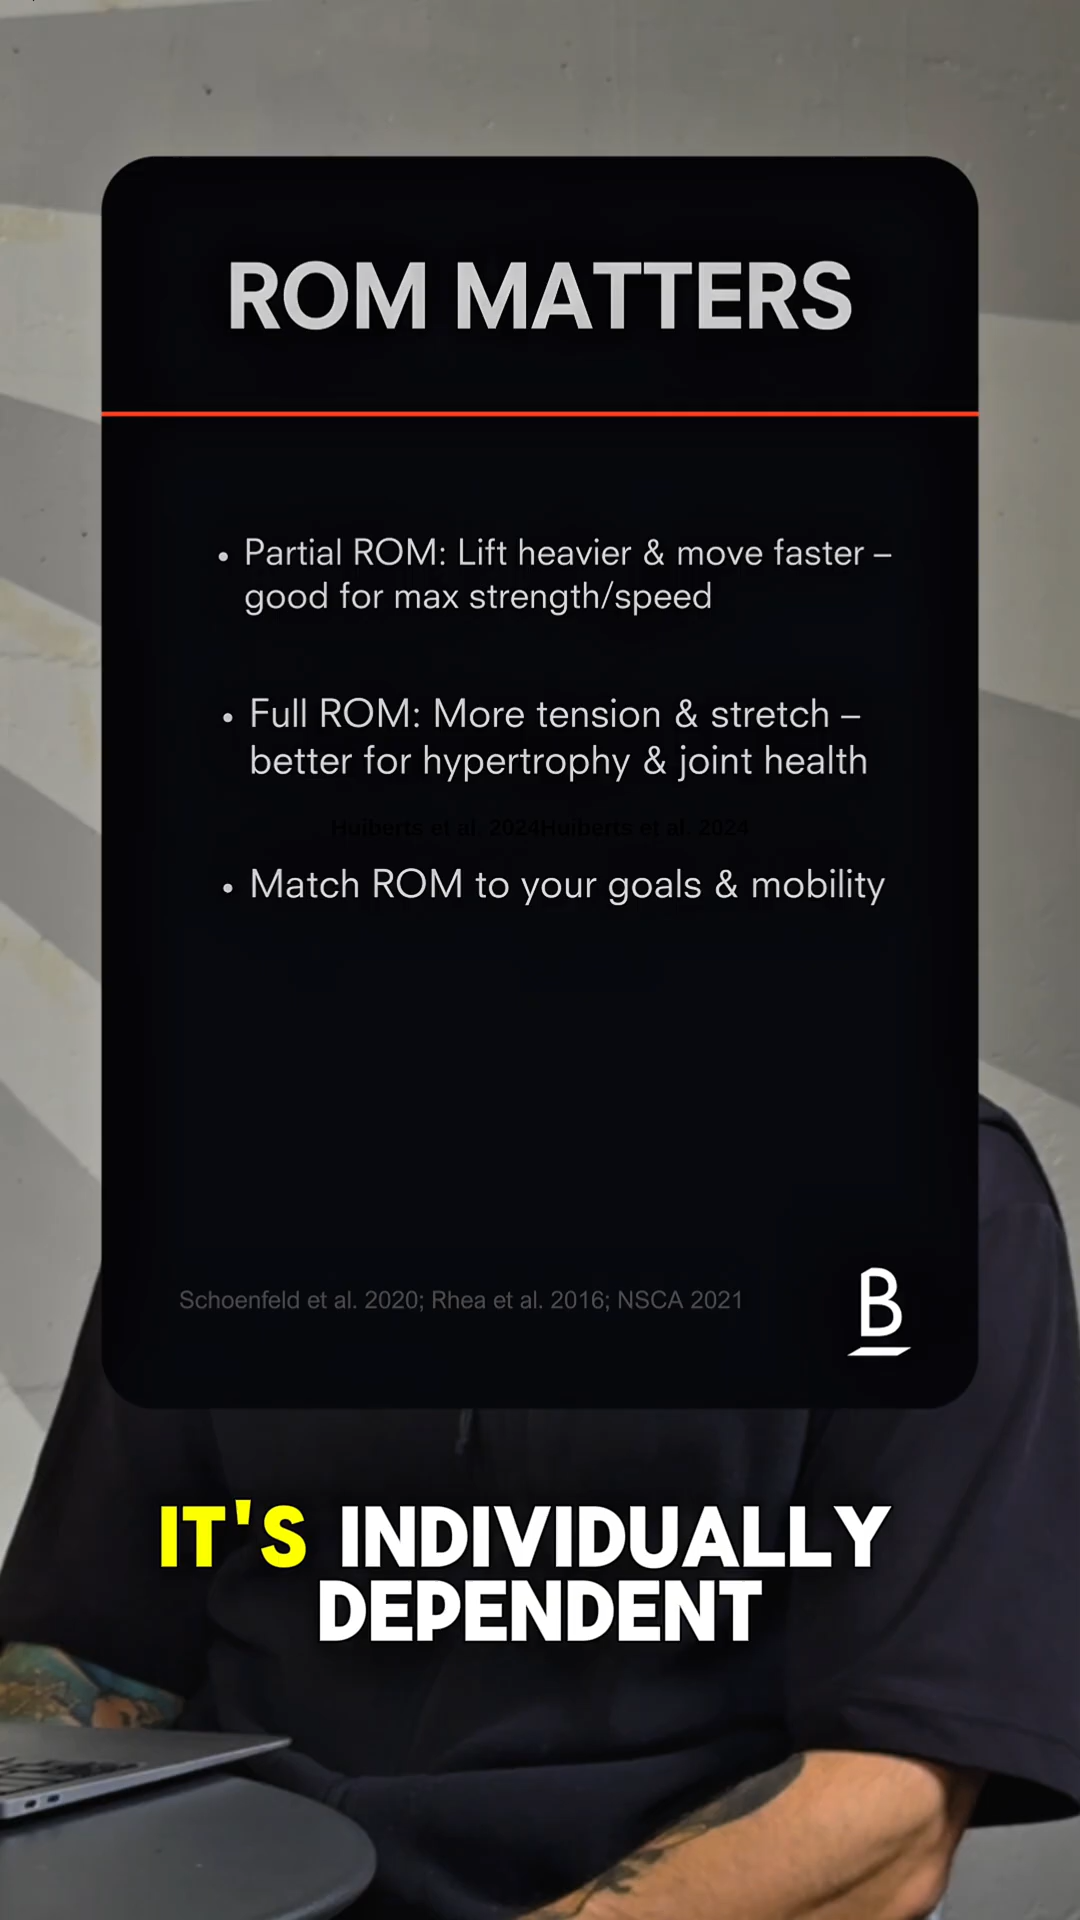 ROM MATTERS
• Partial ROM: Lift heavier & move faster –
good for max strength/speed
• Full ROM: More tension & stretch –
better for hypertrophy & joint health
Huiberts et al. 2024Huiberts et al. 2024
• Match ROM to your goals & mobility
Schoenfeld et al. 2020; Rhea et al. 2016; NSCA 2021
B
IT'S INDIVIDUALLY
DEPENDENT